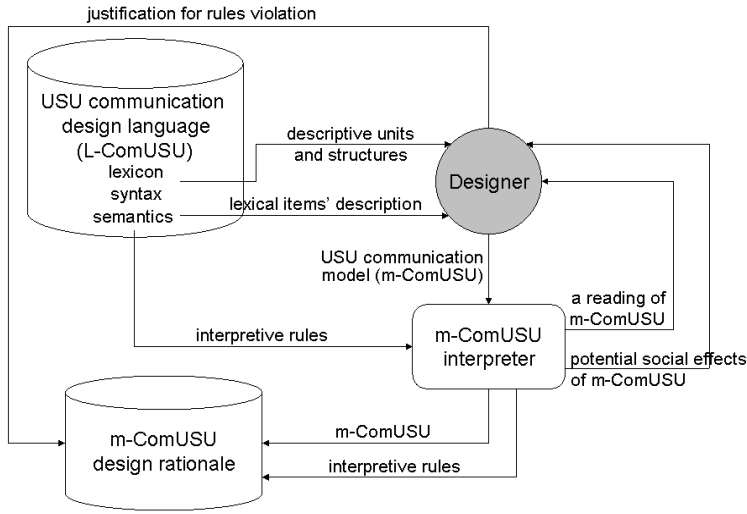 justification for rules violation
USU communication
design language
(L-ComUSU)
lexicon
syntax
semantics
descriptive units
and structures
lexical items' description
Designer
USU communication
model (m-ComUSU)
a reading of
m-ComUSU
interpretive rules
m-ComUSU
interpreter
potential social effects
of m-ComUSU
m-ComUSU
design rationale
m-ComUSU
interpretive rules